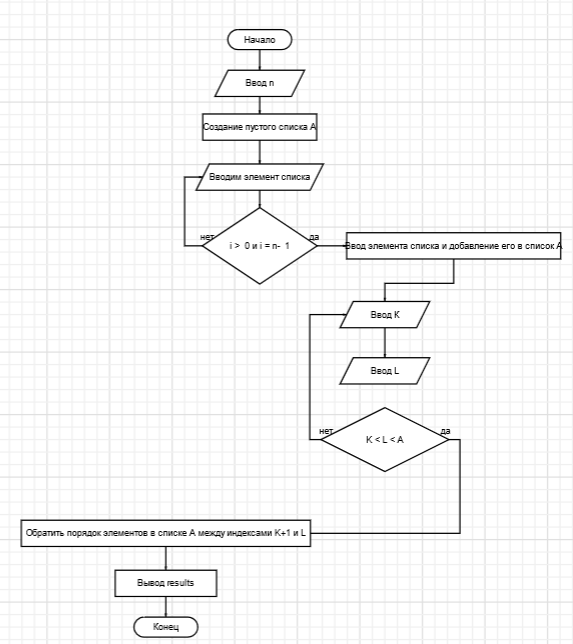 Начало
Ввод n
Создание пустого списка A
Вводим элемент списка
нет
i > 0 и i = n- 1
да
Ввод элемента списка и добавление его в список A
Ввод K
Ввод L
нет
K < L < A
да
Обратить порядок элементов в списке A между индексами K+1 и L
Вывод results
Конец